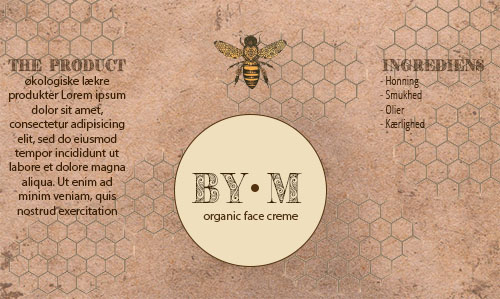 THE PRODUCT
økologiske lækre
produkter Lorem ipsum
dolor sit amet,
consectetur adipisicing
elit, sed do eiusmod
tempor incididunt ut
labore et dolore magna
aliqua. Ut enim ad
minim veniam, quis
nostrud exercitation
BY • M
organic face creme
INGREDIENS
- Honning
- Smukhed
- Olier
- Kærlighed